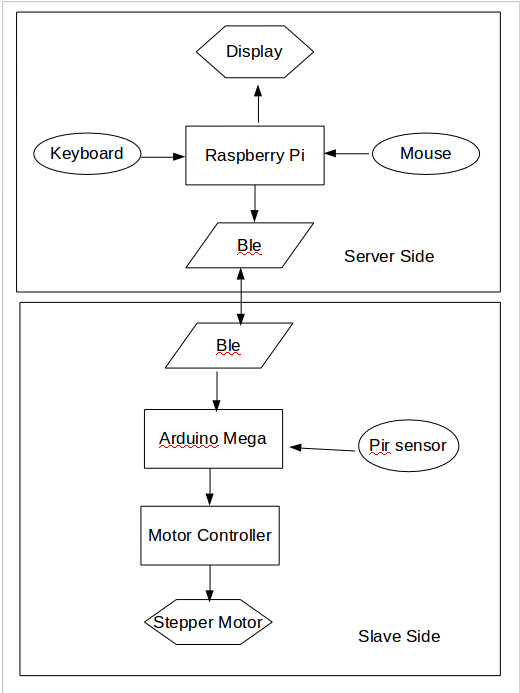 Display
Keyboard
Raspberry Pi
Mouse
Ble
Server Side
Ble
Arduino Mega
Pir sensor
Motor Controller
Stepper Motor
Slave Side